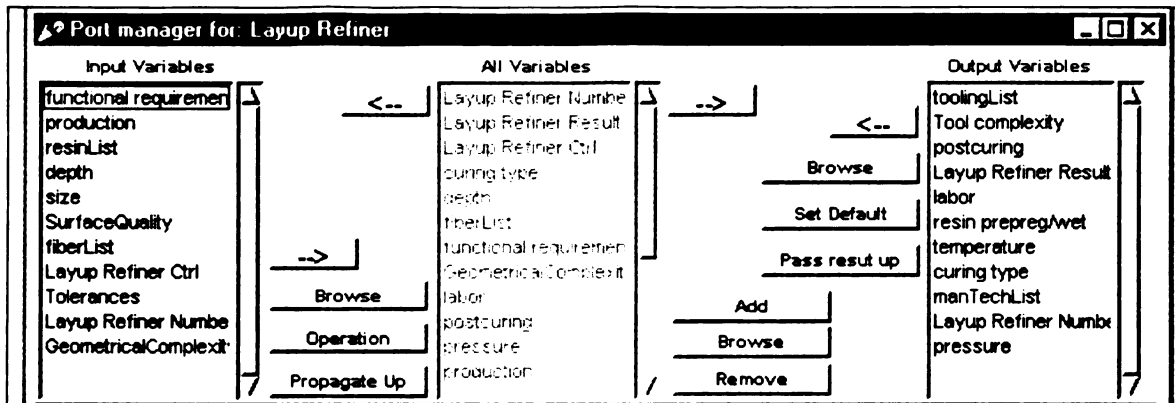 Port manager for: Layup Refiner
Input Variables
functional requiremen
production
resinList
depth
size
SurfaceQuality
fiberList
Layup Refiner Ctrl
Tolerances
Layup Refiner Numbe
GeometricalComplexit
<--
-->
Browse
Operation
Propagate Up
All Variables
Layup Refiner Numbe
Layup Refiner Result
Layup Refiner Ctrl
curing type
depth
fiberList
functional requiremen
GeometricalComplexit
labor
postcuring
pressure
production
-->
<--
Browse
Set Default
Pass resut up
Add
Browse
Remove
Output Variables
toolingList
Tool complexity
postcuring
Layup Refiner Result
labor
resin prepreg/wet
temperature
curing type
manTechList
Layup Refiner Numbe
pressure